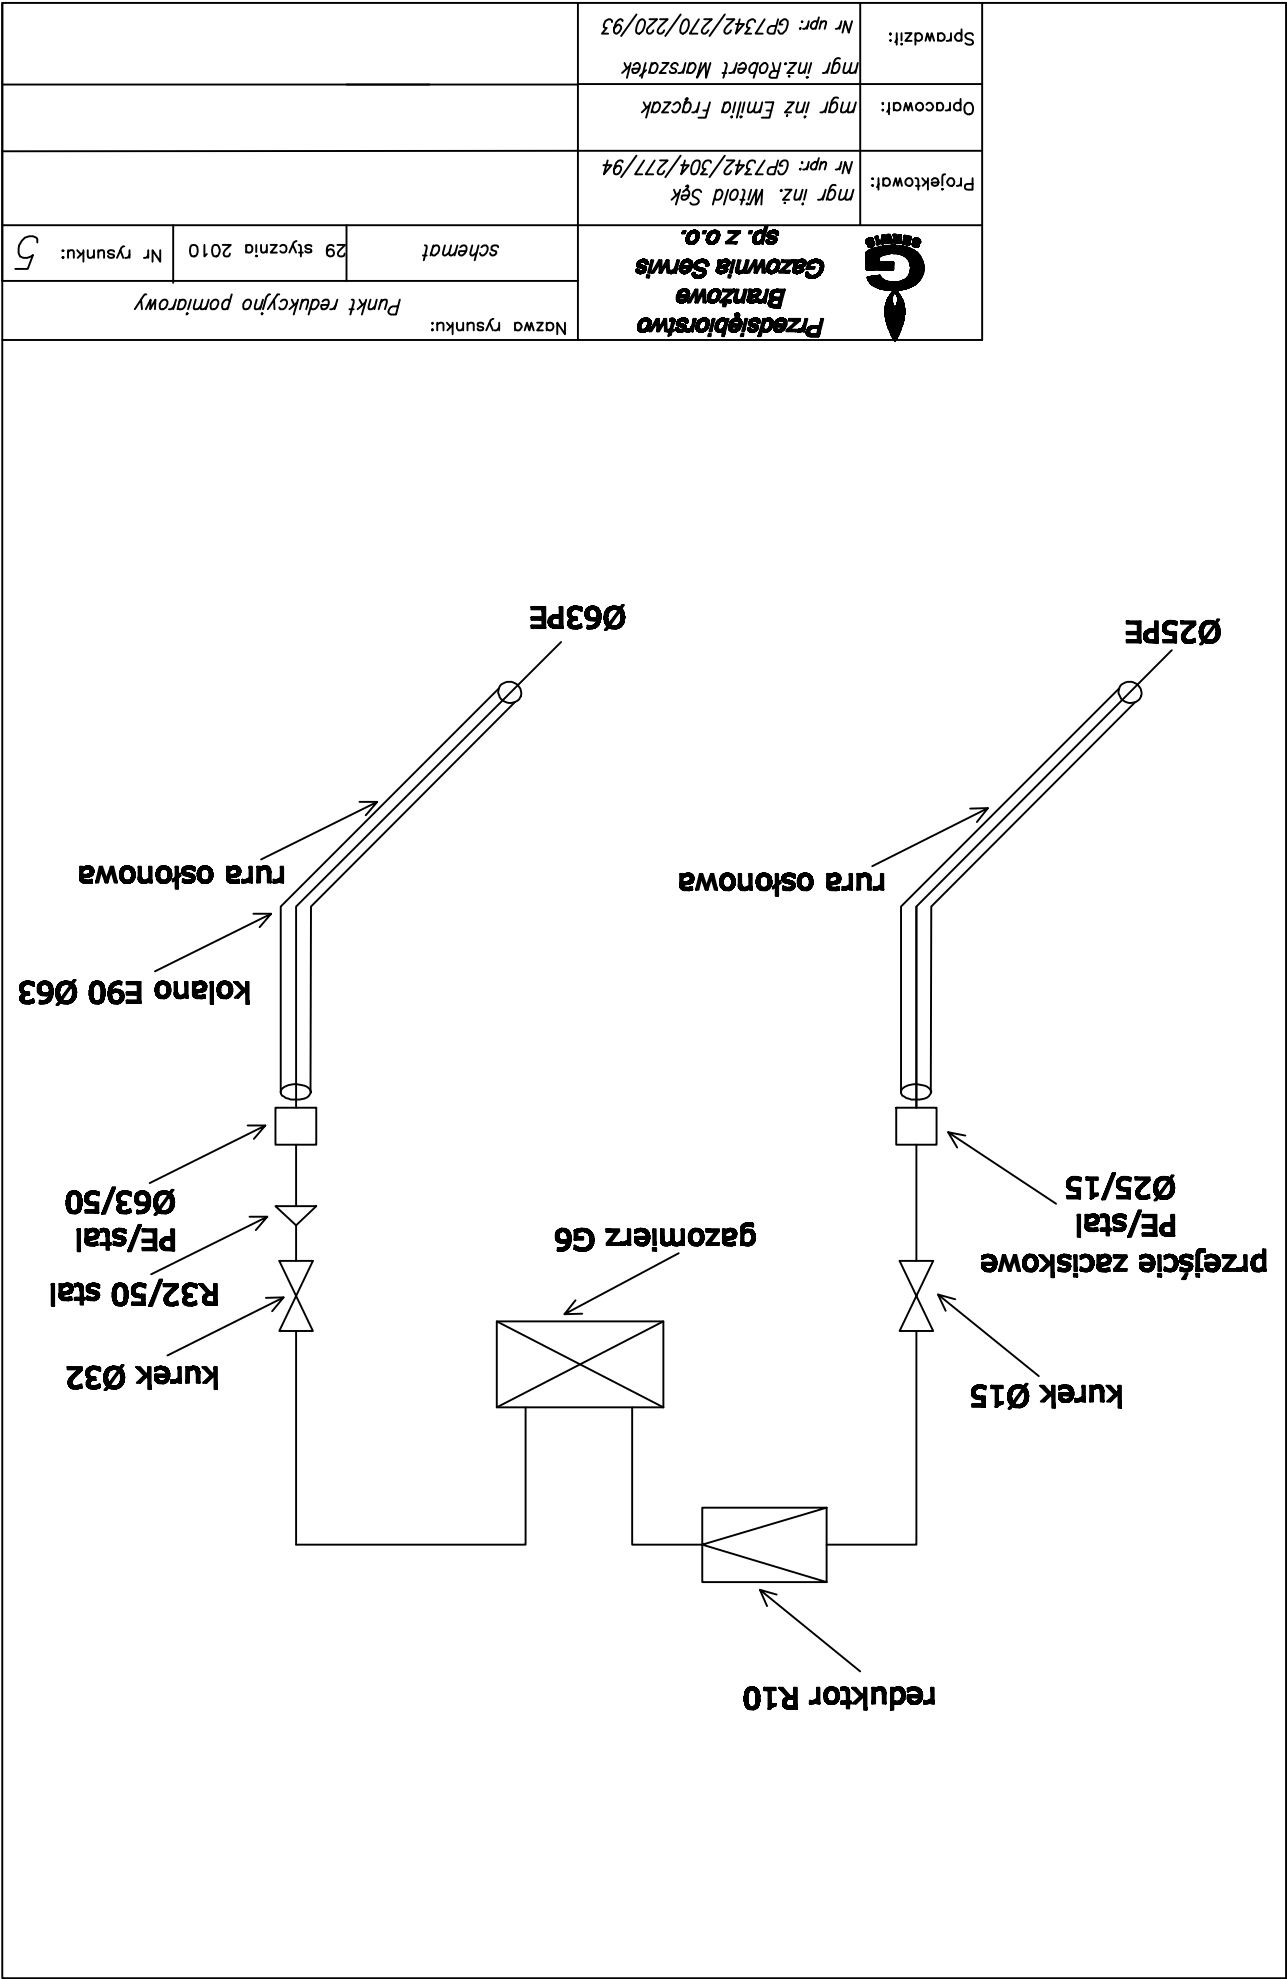 reduktor R10
kurek Ø15
kurek Ø32
przejście zaciskowe
PE/stal
Ø25/15
gazomierz G6
R32/50 stal
PE/stal
Ø63/50
kolano E90 Ø63
rura osłonowa
rura osłonowa
Ø25PE
Ø63PE
Przedsiębiorstwo
Branżowe
Gazownia Serwis
sp. z o.o.
G
SERWIS
Nazwa rysunku:
Punkt redukcyjno pomiarowy
schemat
29 stycznia 2010
Nr rysunku: 5
Projektował:
mgr inż. Witold Sęk
Nr upr: GP7342/304/277/94
Opracował:
mgr inż Emilia Frączak
Sprawdził:
mgr inż.Robert Marszałek
Nr upr: GP7342/270/220/93